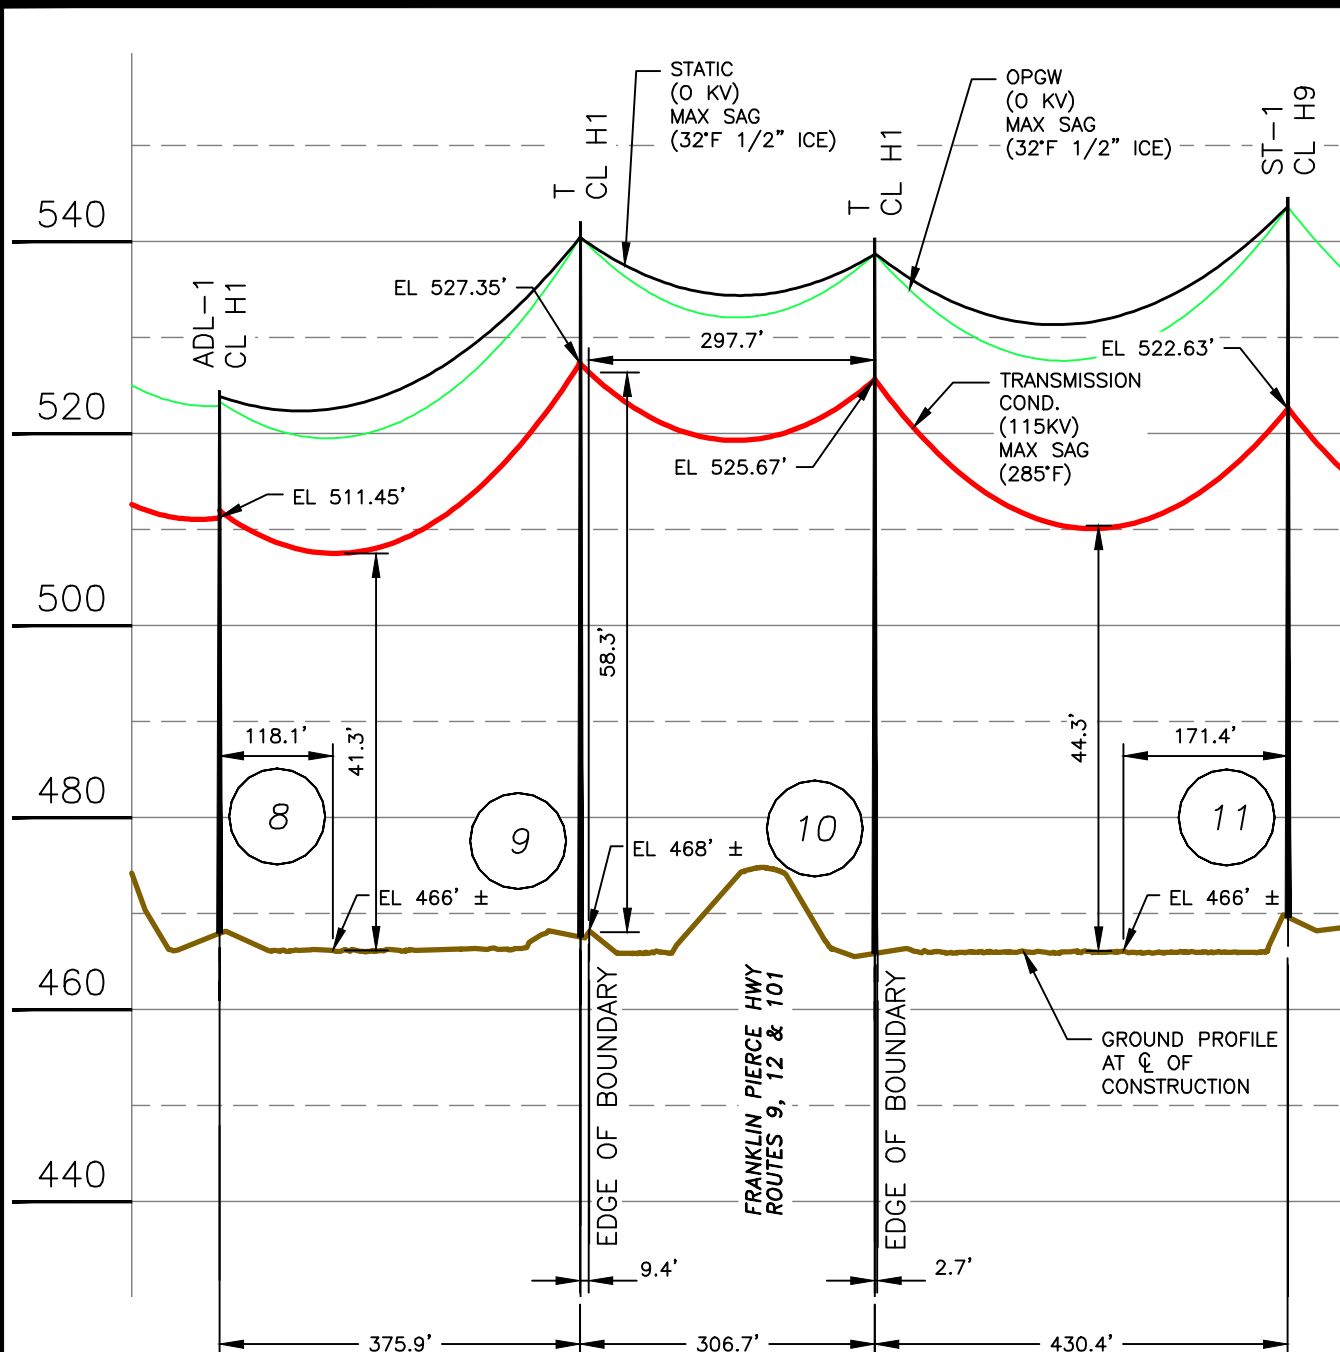 STATIC
(0 KV)
MAX SAG
(32°F 1/2" ICE)
OPGW
(0 KV)
MAX SAG
(32°F 1/2" ICE)
ADL-1
CL H1
T
CL H1
T
CL H1
ST-1
CL H9
540
520
500
480
460
440
EL 527.35'
297.7'
EL 522.63'
TRANSMISSION
COND.
(115KV)
MAX SAG
(285°F)
EL 525.67'
EL 511.45'
58.3'
118.1'
41.3'
44.3'
171.4'
8
9
10
11
EL 468' ±
EL 466' ±
EL 466' ±
EDGE OF BOUNDARY
FRANKLIN PIERCE HWY
ROUTES 9, 12 & 101
EDGE OF BOUNDARY
GROUND PROFILE
AT ℄ OF
CONSTRUCTION
9.4'
2.7'
375.9'
306.7'
430.4'